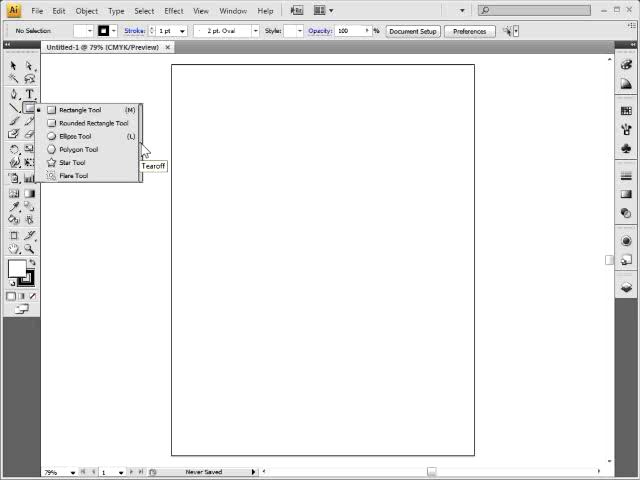 Ai File Edit Object Type Select Effect View Window Help Br
No Selection Stroke: 1 pt 2 pt. Oval Style: Opacity: 100 % Document Setup Preferences
Untitled-1 @ 79% (CMYK/Preview)
T
Rectangle Tool (M)
Rounded Rectangle Tool
Ellipse Tool (L)
Polygon Tool
Star Tool
Flare Tool
Tearoff
79% 1 Never Saved